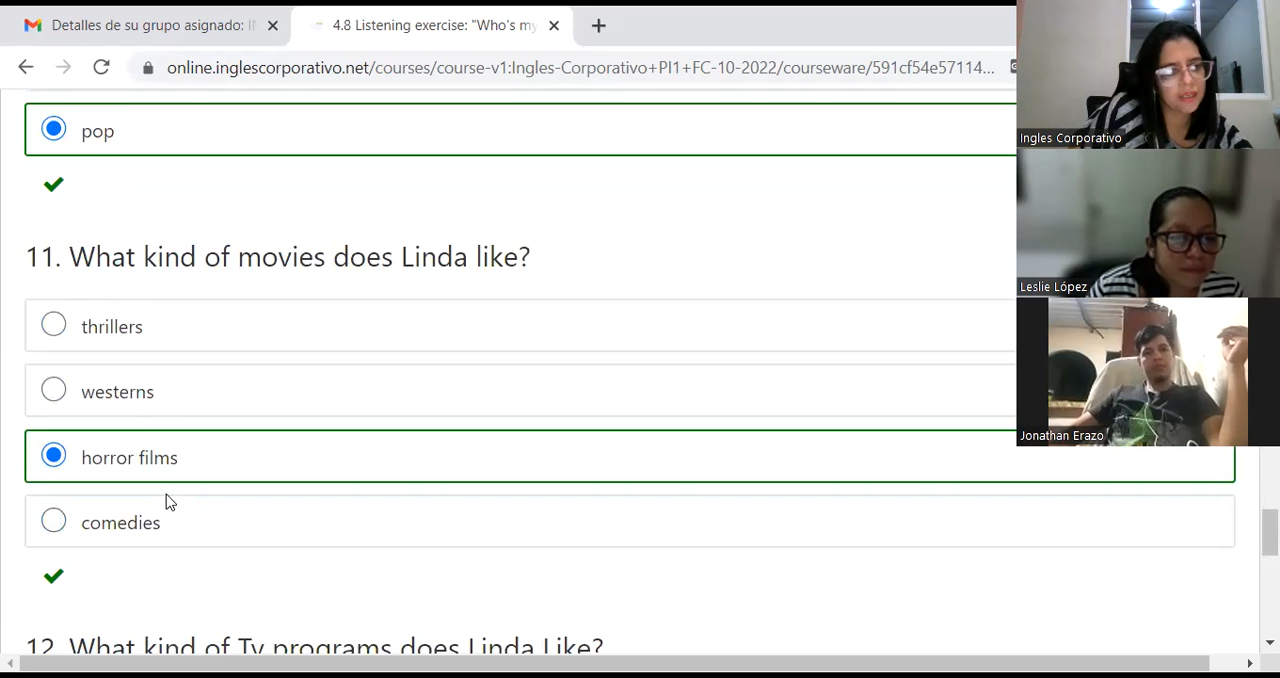 Detalles de su grupo asignado: I
4.8 Listening exercise: "Who's my
online.inglescorporativo.net/courses/course-v1:Ingles-Corporativo+PI1+FC-10-2022/courseware/591cf54e57114...
pop
11. What kind of movies does Linda like?
thrillers
westerns
horror films
comedies
12. What kind of Tv programs does Linda Like?
Ingles Corporativo
Leslie López
Jonathan Erazo